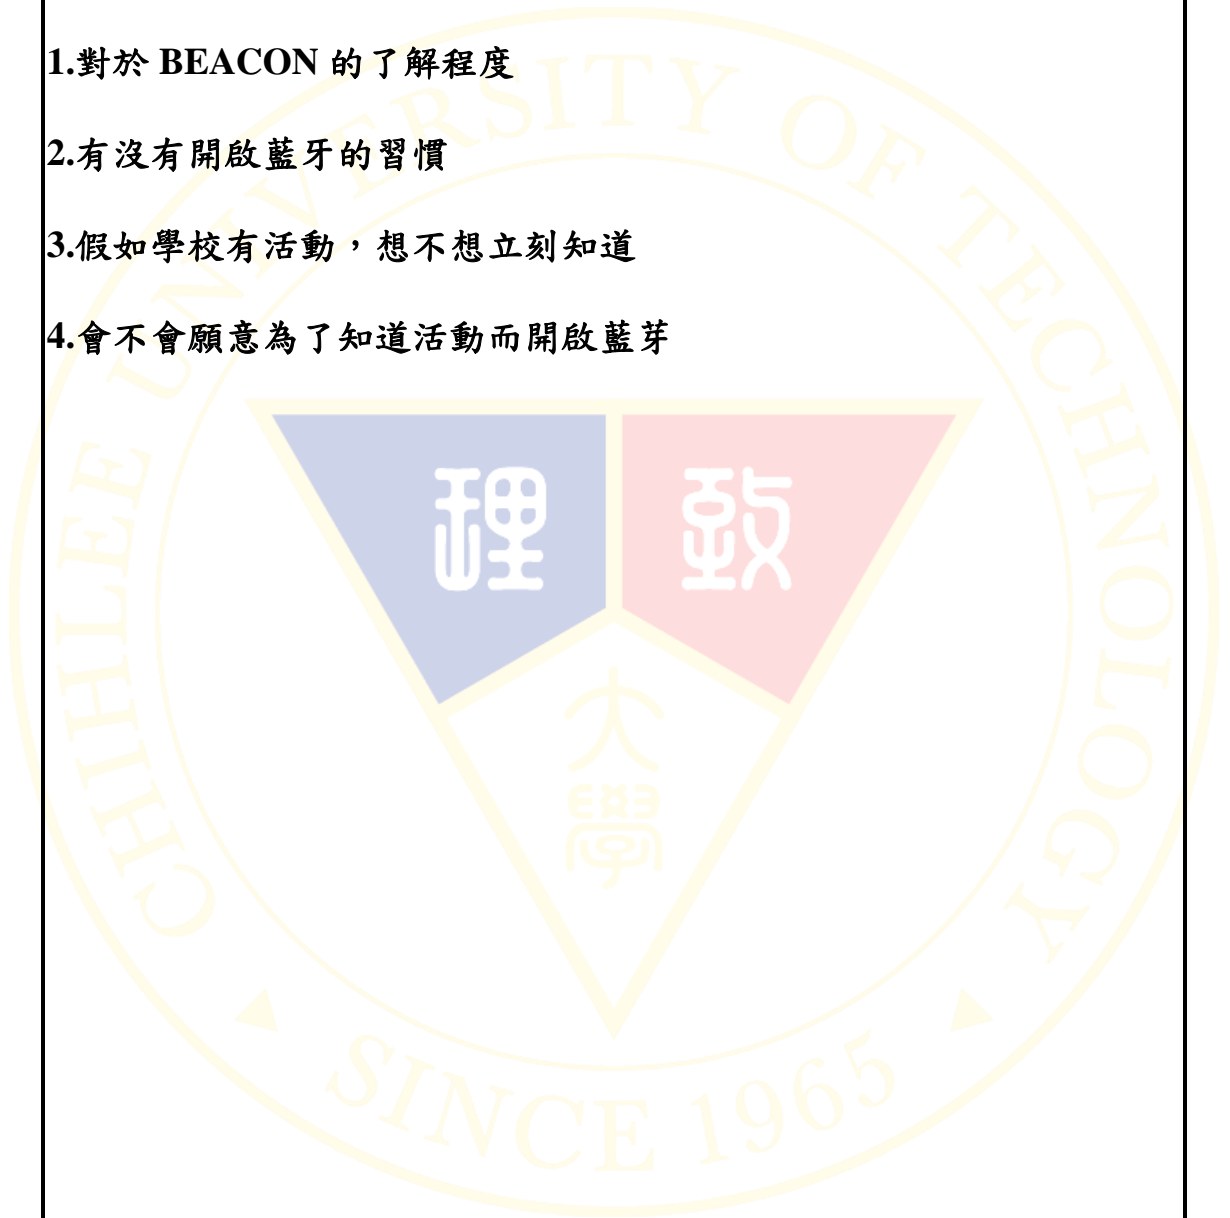 1.對於 BEACON 的了解程度
2.有沒有開啟藍牙的習慣
3.假如學校有活動，想不想立刻知道
4.會不會願意為了知道活動而開啟藍芽
CHIHLEE UNIVERSITY OF TECHNOLOGY
理 致
大
學
SINCE 1965